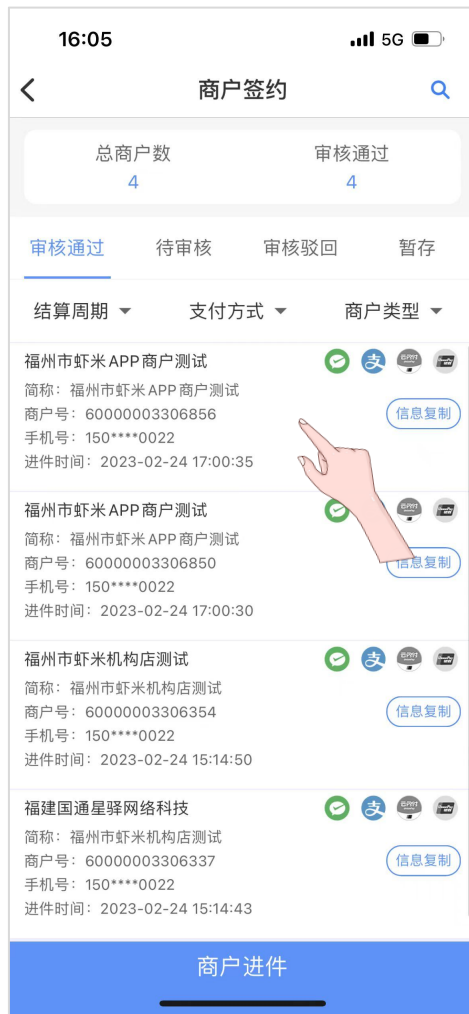 16:05 5G
商户签约
总商户数 审核通过
4 4
审核通过 待审核 审核驳回 暂存
结算周期 支付方式 商户类型
福州市虾米APP商户测试
简称：福州市虾米APP商户测试
商户号：60000003306856 信息复制
手机号：150****0022
进件时间：2023-02-24 17:00:35
福州市虾米APP商户测试
简称：福州市虾米APP商户测试
商户号：60000003306850 信息复制
手机号：150****0022
进件时间：2023-02-24 17:00:30
福州市虾米机构店测试 支
简称：福州市虾米机构店测试
商户号：60000003306354 信息复制
手机号：150****0022
进件时间：2023-02-24 15:14:50
福建国通星驿网络科技 支
简称：福州市虾米机构店测试
商户号：60000003306337 信息复制
手机号：150****0022
进件时间：2023-02-24 15:14:43
商户进件